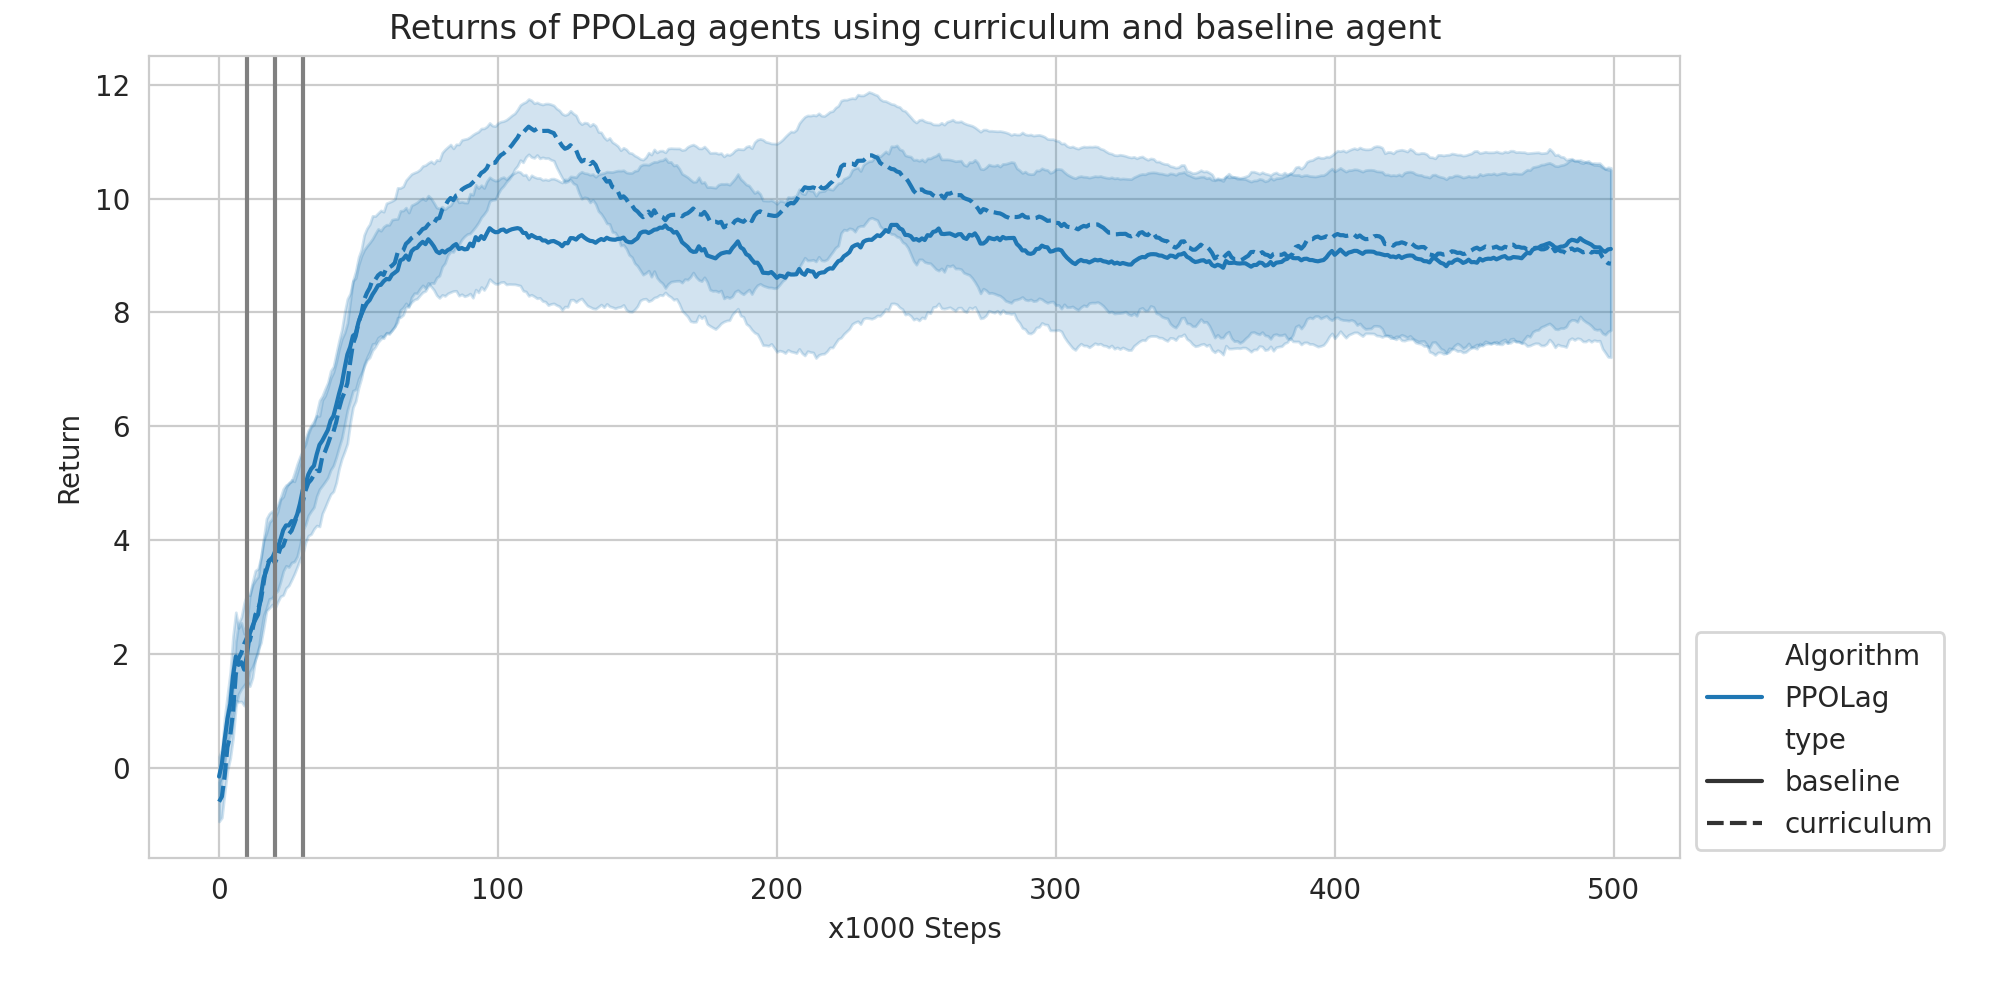 Returns of PPOLag agents using curriculum and baseline agent
12
10
8
6
4
2
0
Return
0 100 200 300 400 500
x1000 Steps
Algorithm
PPOLag
type
baseline
curriculum